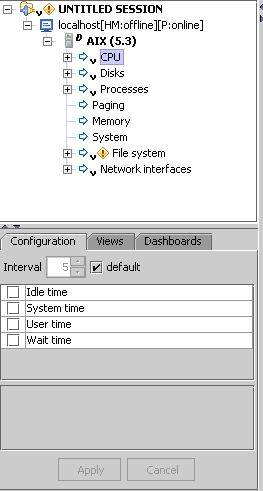 UNTITLED SESSION
localhost[HM:offline][P:online]
D AIX (5.3)
CPU
Disks
Processes
Paging
Memory
System
File system
Network interfaces
Configuration Views Dashboards
Interval 5 default
Idle time
System time
User time
Wait time
Apply Cancel